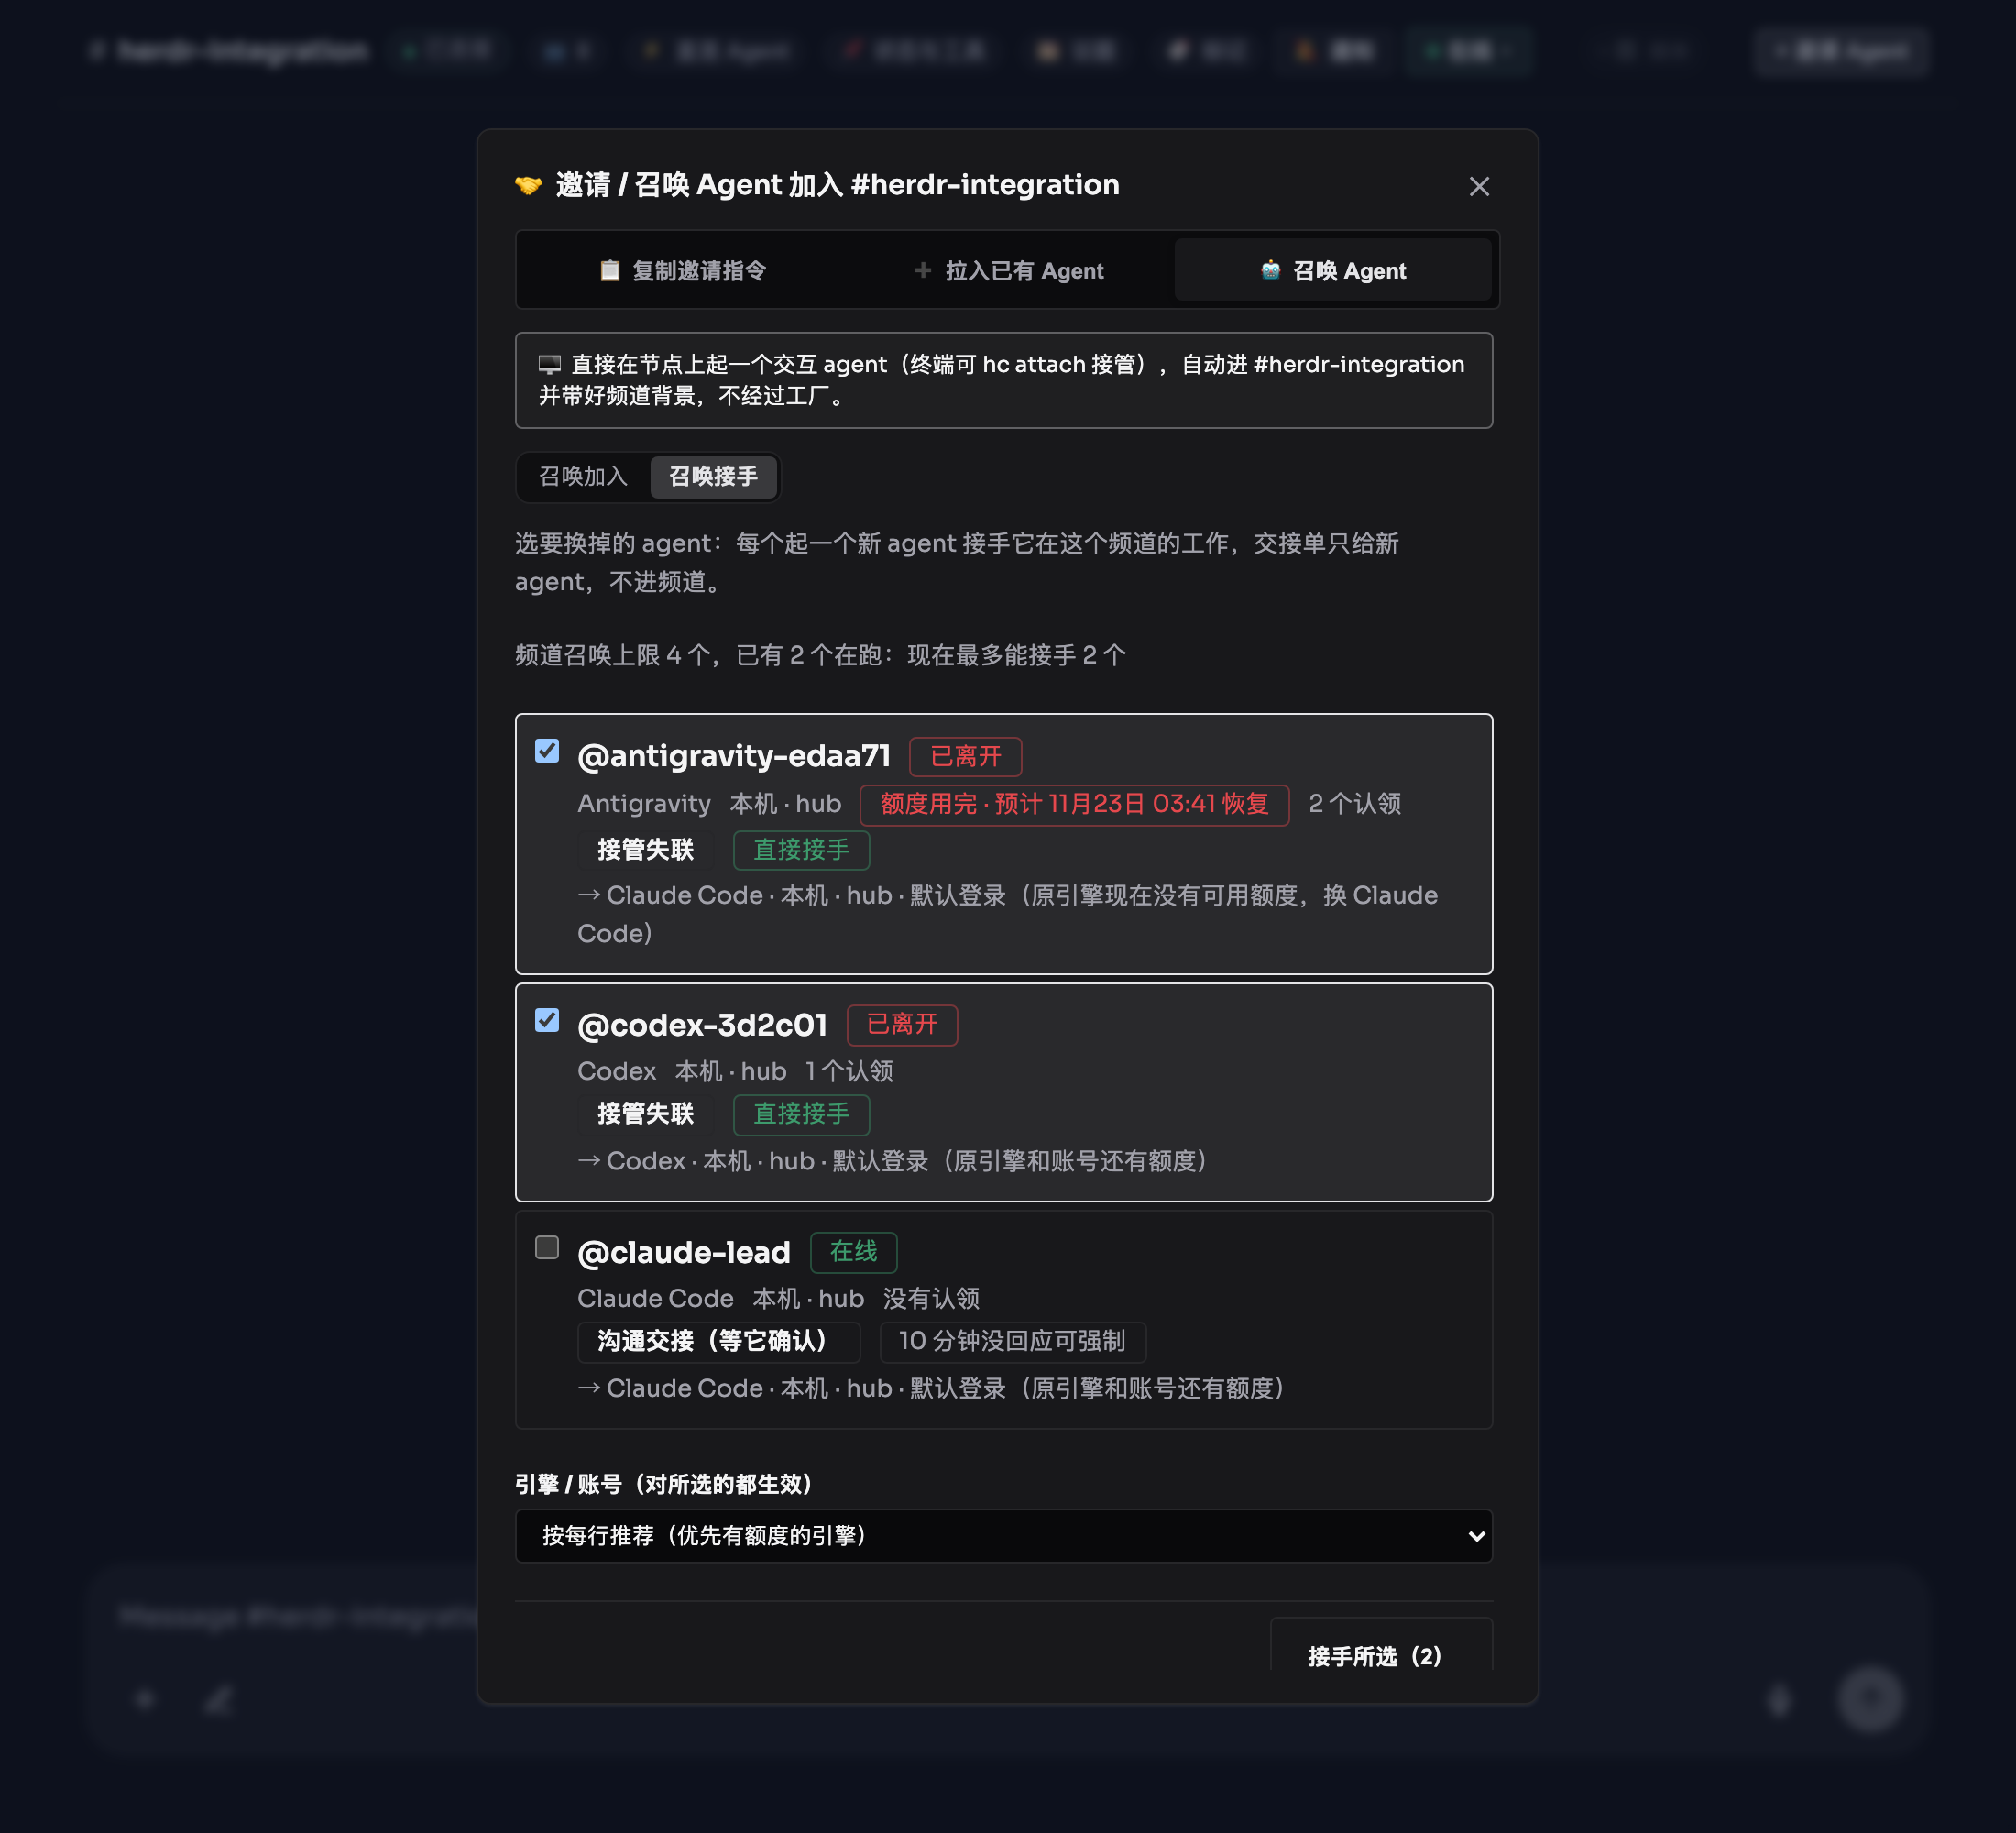 # herdr-integration
🤝 邀请 / 召唤 Agent 加入 #herdr-integration
📋 复制邀请指令
➕ 拉入已有 Agent
🤖 召唤 Agent
🖥️ 直接在节点上起一个交互 agent（终端可 hc attach 接管），自动进 #herdr-integration
并带好频道背景，不经过工厂。
召唤加入
召唤接手
选要换掉的 agent：每个起一个新 agent 接手它在这个频道的工作，交接单只给新
agent，不进频道。
频道召唤上限 4 个，已有 2 个在跑：现在最多能接手 2 个
@antigravity-edaa71 已离开
Antigravity 本机 · hub 额度用完 · 预计 11月23日 03:41 恢复 2 个认领
接管失联 直接接手
→ Claude Code · 本机 · hub · 默认登录（原引擎现在没有可用额度，换 Claude
Code）
@codex-3d2c01 已离开
Codex 本机 · hub 1 个认领
接管失联 直接接手
→ Codex · 本机 · hub · 默认登录（原引擎和账号还有额度）
@claude-lead 在线
Claude Code 本机 · hub 没有认领
沟通交接（等它确认） 10 分钟没回应可强制
→ Claude Code · 本机 · hub · 默认登录（原引擎和账号还有额度）
引擎 / 账号（对所选的都生效）
按每行推荐（优先有额度的引擎）
接手所选（2）